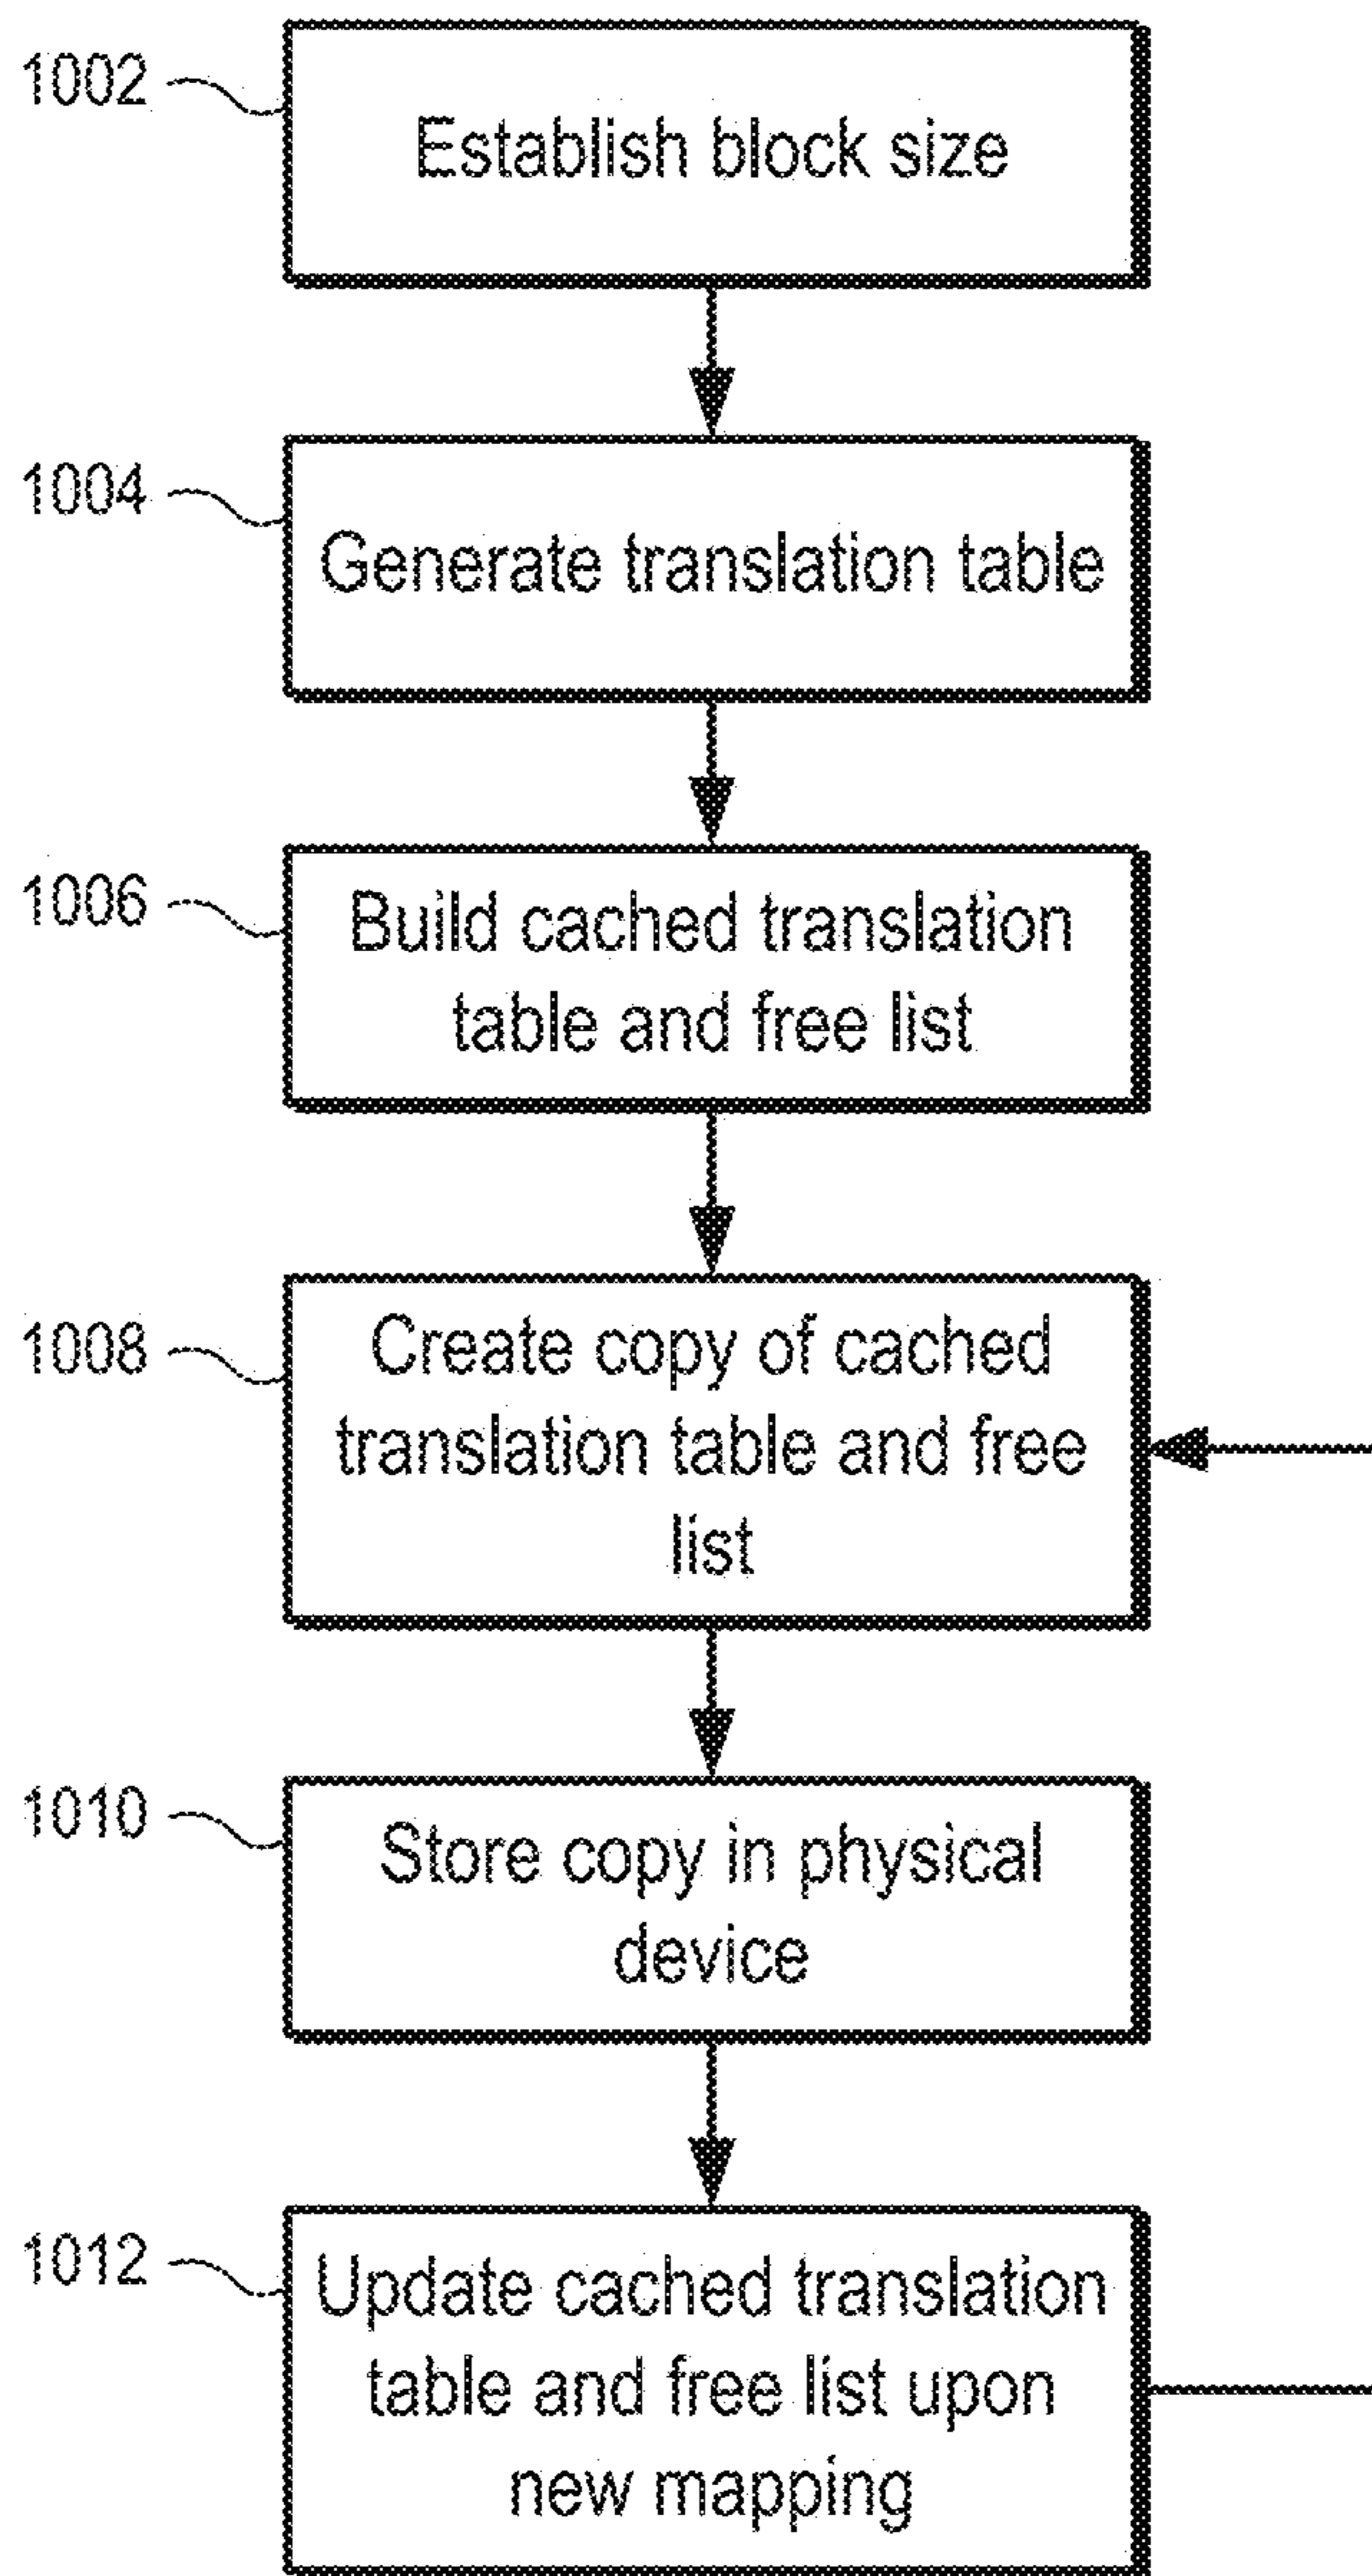 1002
Establish block size
1004
Generate translation table
1006
Build cached translation
table and free list
1008
Create copy of cached
translation table and free
list
1010
Store copy in physical
device
1012
Update cached translation
table and free list upon
new mapping